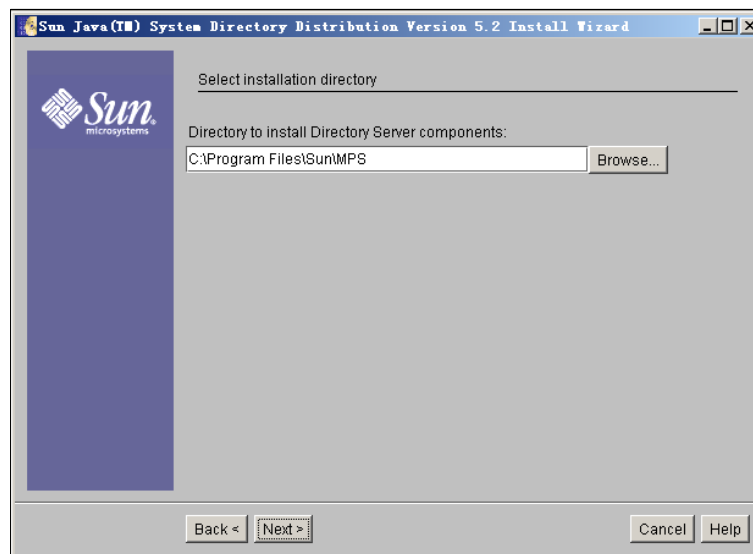 Sun Java(TM) System Directory Distribution Version 5.2 Install Wizard
Sun.
microsystems
Select installation directory
Directory to install Directory Server components:
C:\Program Files\Sun\MPS
Browse...
Back <
Next >
Cancel
Help